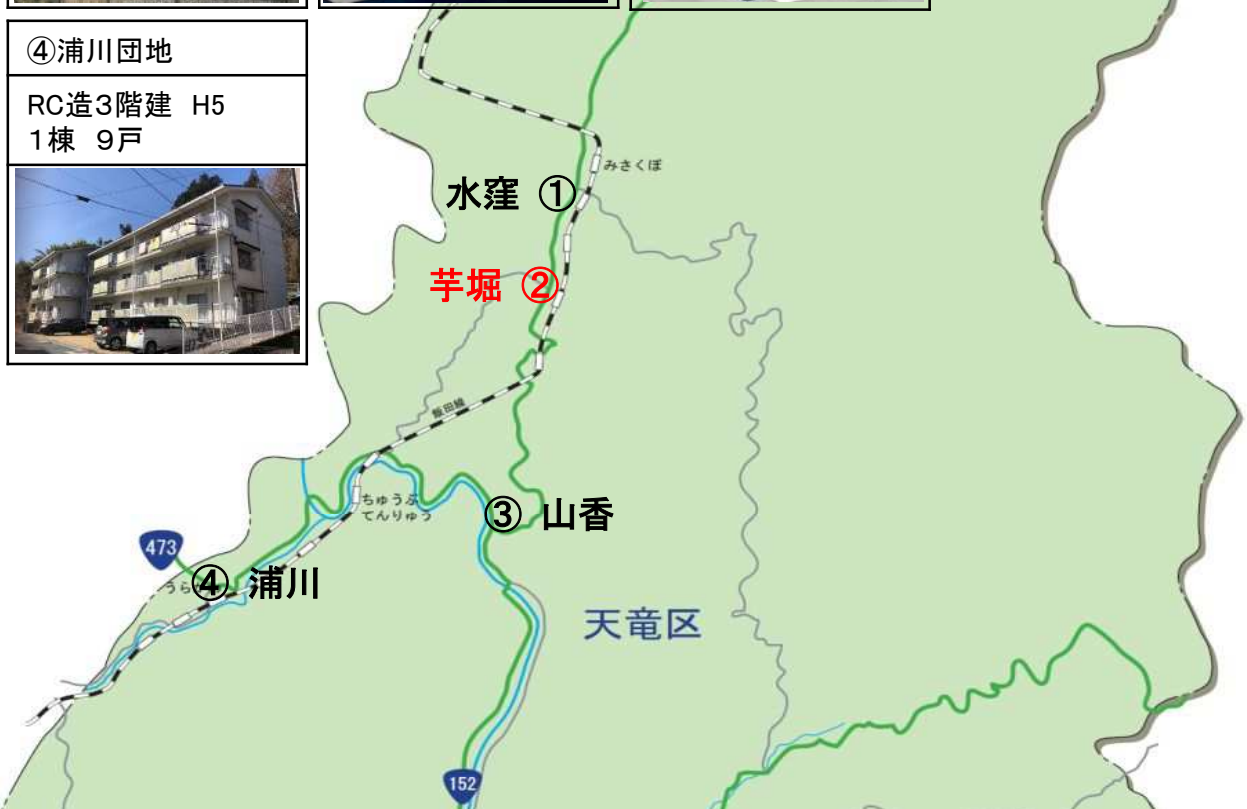 ④浦川団地
RC造3階建 H5
1棟 9戸
みさくぼ
水窪 ①
芋堀 ②
飯田線
ちゅうぶ
てんりゅう
③ 山香
473
④ 浦川
天竜区
152